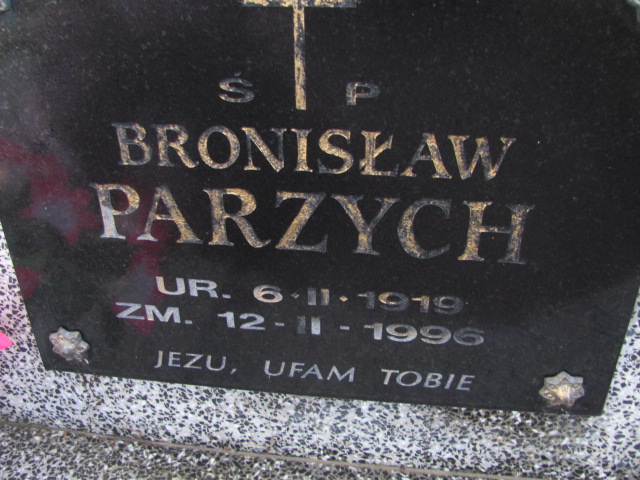 Ś P
BRONISŁAW
PARZYCH
UR. 6·II·1919
ZM. 12-II-1996
JEZU, UFAM TOBIE